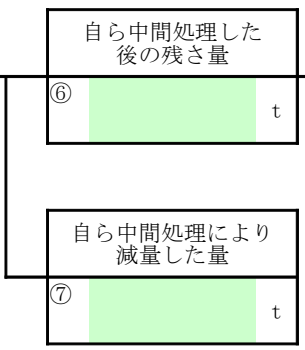 自ら中間処理した
後の残さ量
⑥
t
自ら中間処理により
減量した量
⑦
t